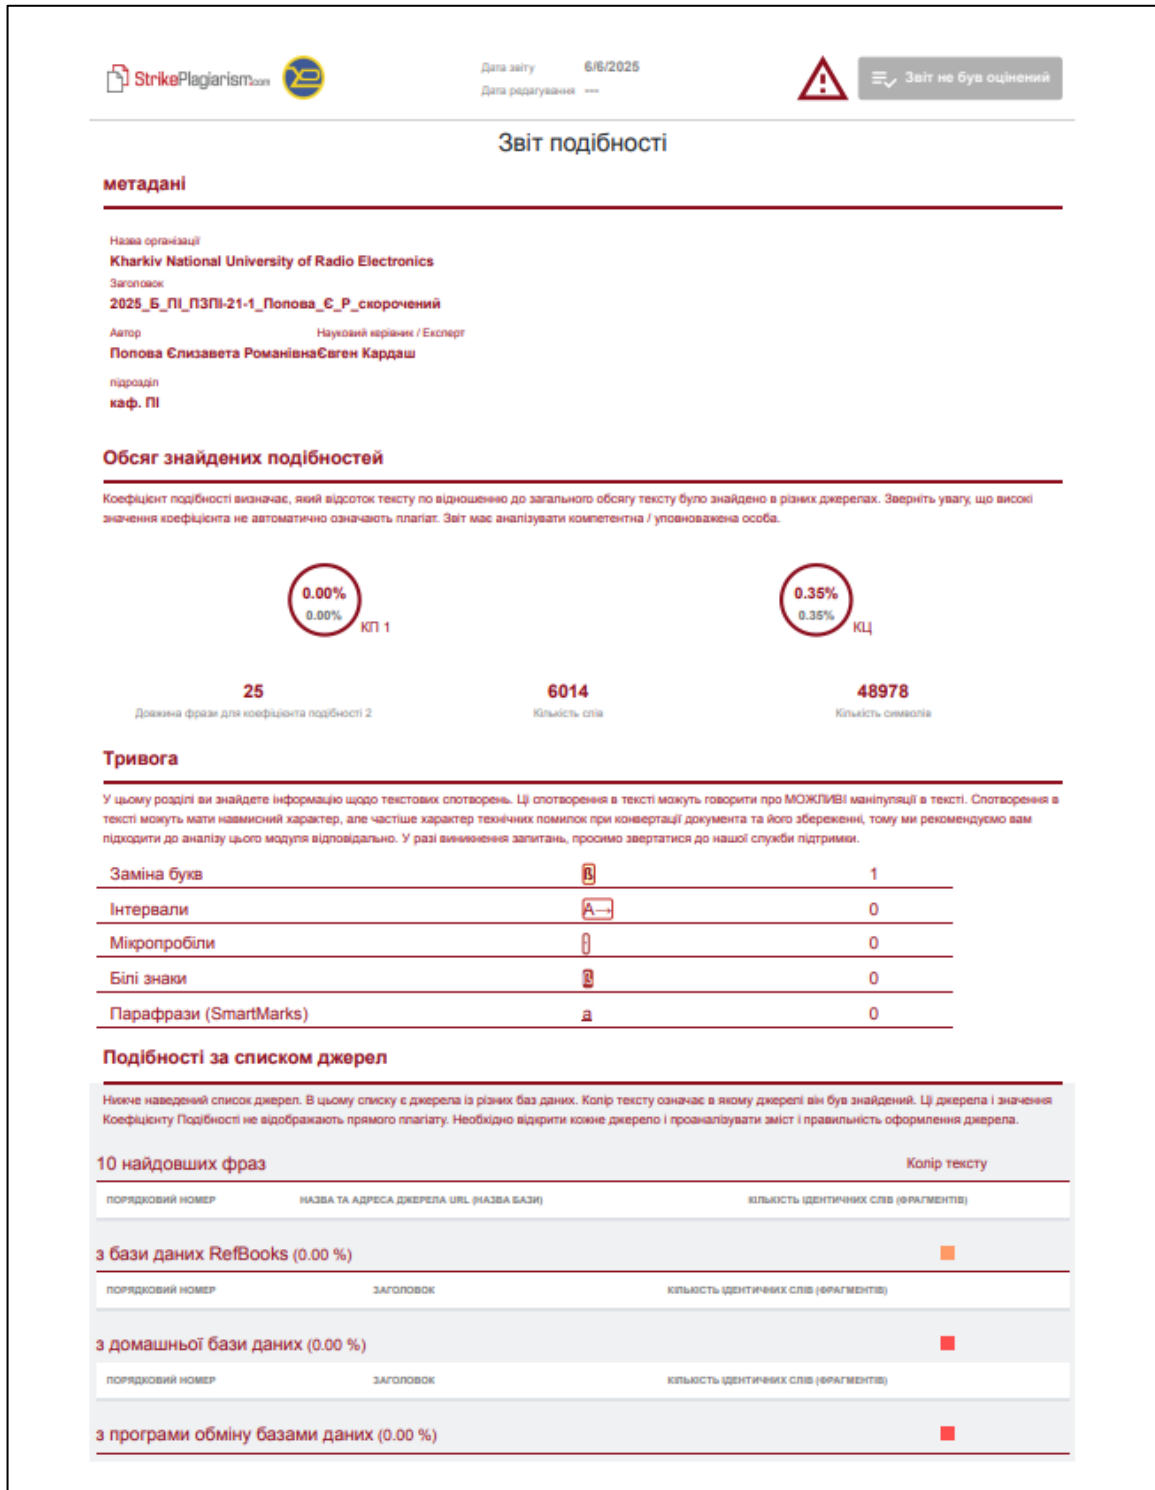 StrikePlagiarism.com
Дата звіту 6/6/2025
Дата редагування ---
Звіт не був оцінений
Звіт подібності
метадані
Назва організації
Kharkiv National University of Radio Electronics
Заголовок
2025_Б_ПІ_ПЗПІ-21-1_Попова_Є_Р_скорочений
Автор Науковий керівник / Експерт
Попова Єлизавета РоманівнаЄвген Кардаш
підрозділ
каф. ПІ
Обсяг знайдених подібностей
Коефіцієнт подібності визначає, який відсоток тексту по відношенню до загального обсягу тексту було знайдено в різних джерелах. Зверніть увагу, що високі
значення коефіцієнта не автоматично означають плагіат. Звіт має аналізувати компетентна / уповноважена особа.
0.00% 0.35%
0.00% 0.35%
КП 1 КЦ
25 6014 48978
Довжина фрази для коефіцієнта подібності 2 Кількість слів Кількість символів
Тривога
У цьому розділі ви знайдете інформацію щодо текстових спотворень. Ці спотворення в тексті можуть говорити про МОЖЛИВІ маніпуляції в тексті. Спотворення в
тексті можуть мати навмисний характер, але частіше характер технічних помилок при конвертації документа та його збереженні, тому ми рекомендуємо вам
підходити до аналізу цього модуля відповідально. У разі виникнення запитань, просимо звертатися до нашої служби підтримки.
Заміна букв ß 1
Інтервали A→ 0
Мікропробіли 0
Білі знаки ß 0
Парафрази (SmartMarks) a 0
Подібності за списком джерел
Нижче наведений список джерел. В цьому списку є джерела із різних баз даних. Колір тексту означає в якому джерелі він був знайдений. Ці джерела і значення
Коефіцієнту Подібності не відображають прямого плагіату. Необхідно відкрити кожне джерело і проаналізувати зміст і правильність оформлення джерела.
10 найдовших фраз Колір тексту
ПОРЯДКОВИЙ НОМЕР НАЗВА ТА АДРЕСА ДЖЕРЕЛА URL (НАЗВА БАЗИ) КІЛЬКІСТЬ ІДЕНТИЧНИХ СЛІВ (ФРАГМЕНТІВ)
з бази даних RefBooks (0.00 %)
ПОРЯДКОВИЙ НОМЕР ЗАГОЛОВОК КІЛЬКІСТЬ ІДЕНТИЧНИХ СЛІВ (ФРАГМЕНТІВ)
з домашньої бази даних (0.00 %)
ПОРЯДКОВИЙ НОМЕР ЗАГОЛОВОК КІЛЬКІСТЬ ІДЕНТИЧНИХ СЛІВ (ФРАГМЕНТІВ)
з програми обміну базами даних (0.00 %)